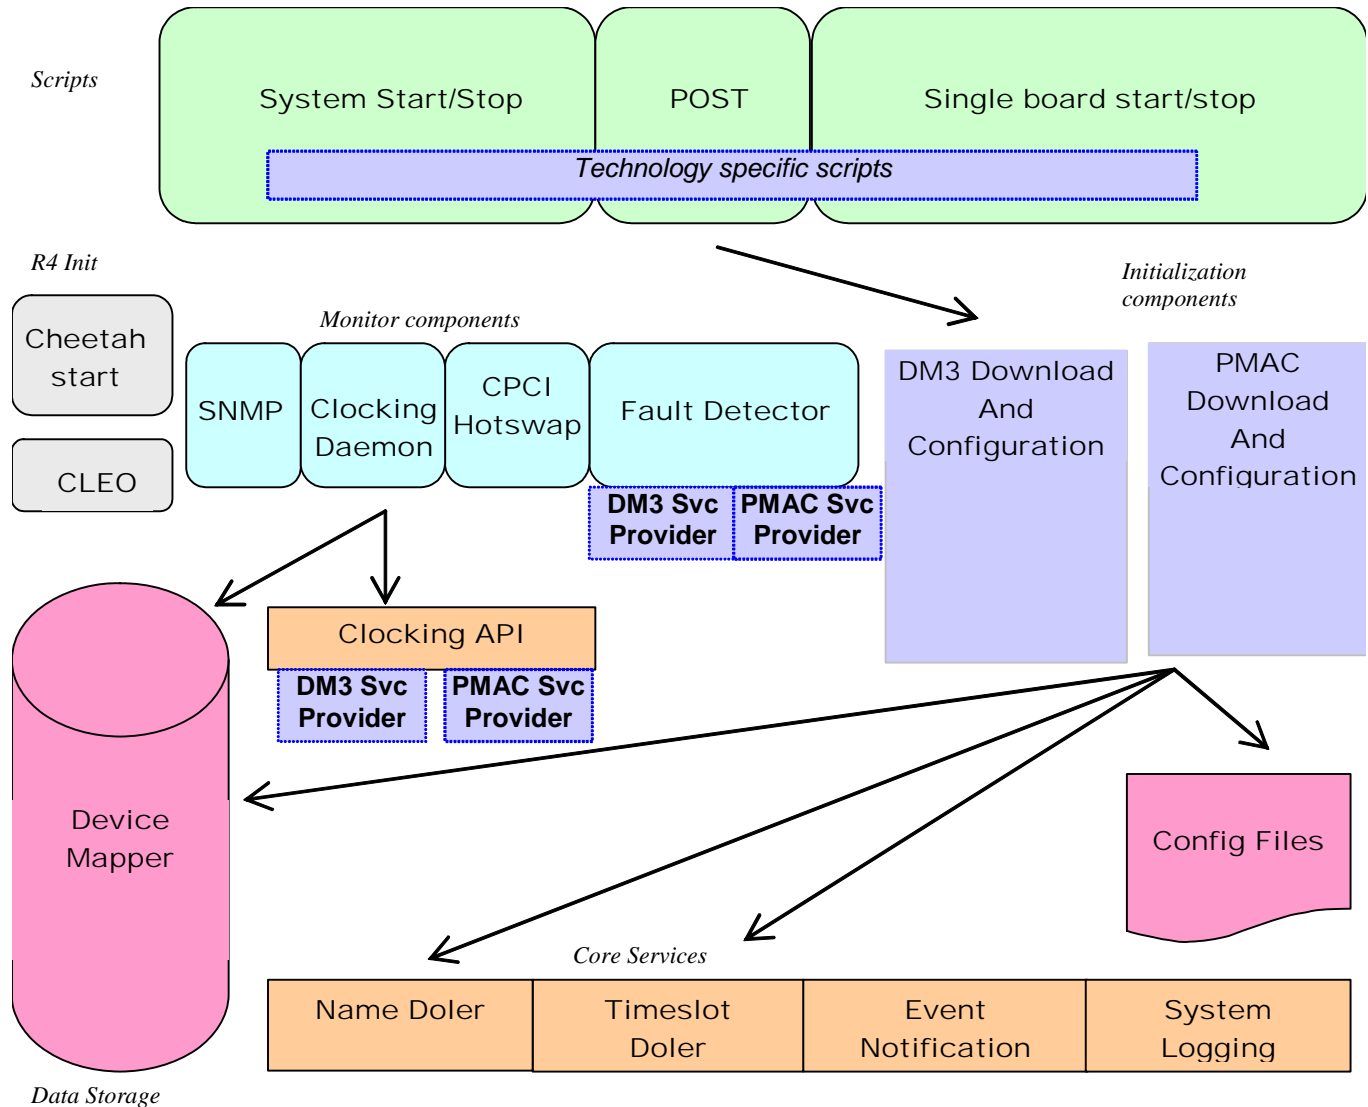 Scripts
System Start/Stop
POST
Single board start/stop
Technology specific scripts
R4 Init
Initialization
components
Monitor components
Cheetah
start
CLEO
SNMP
Clocking
Daemon
CPCI
Hotswap
Fault Detector
DM3 Svc
Provider
PMAC Svc
Provider
DM3 Download
And
Configuration
PMAC
Download
And
Configuration
Clocking API
DM3 Svc
Provider
PMAC Svc
Provider
Device
Mapper
Config Files
Core Services
Name Doler
Timeslot
Doler
Event
Notification
System
Logging
Data Storage